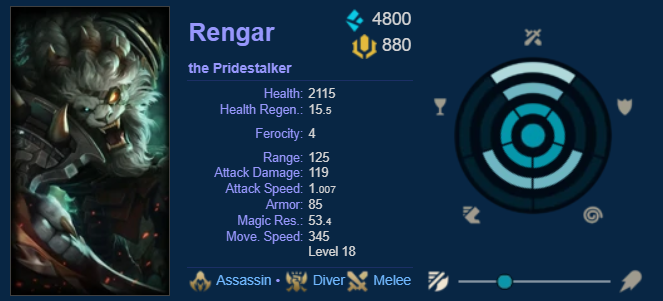 Rengar
4800
880
the Pridestalker
Health: 2115
Health Regen.: 15.5
Ferocity: 4
Range: 125
Attack Damage: 119
Attack Speed: 1.007
Armor: 85
Magic Res.: 53.4
Move. Speed: 345
Level 18
Assassin • Diver Melee